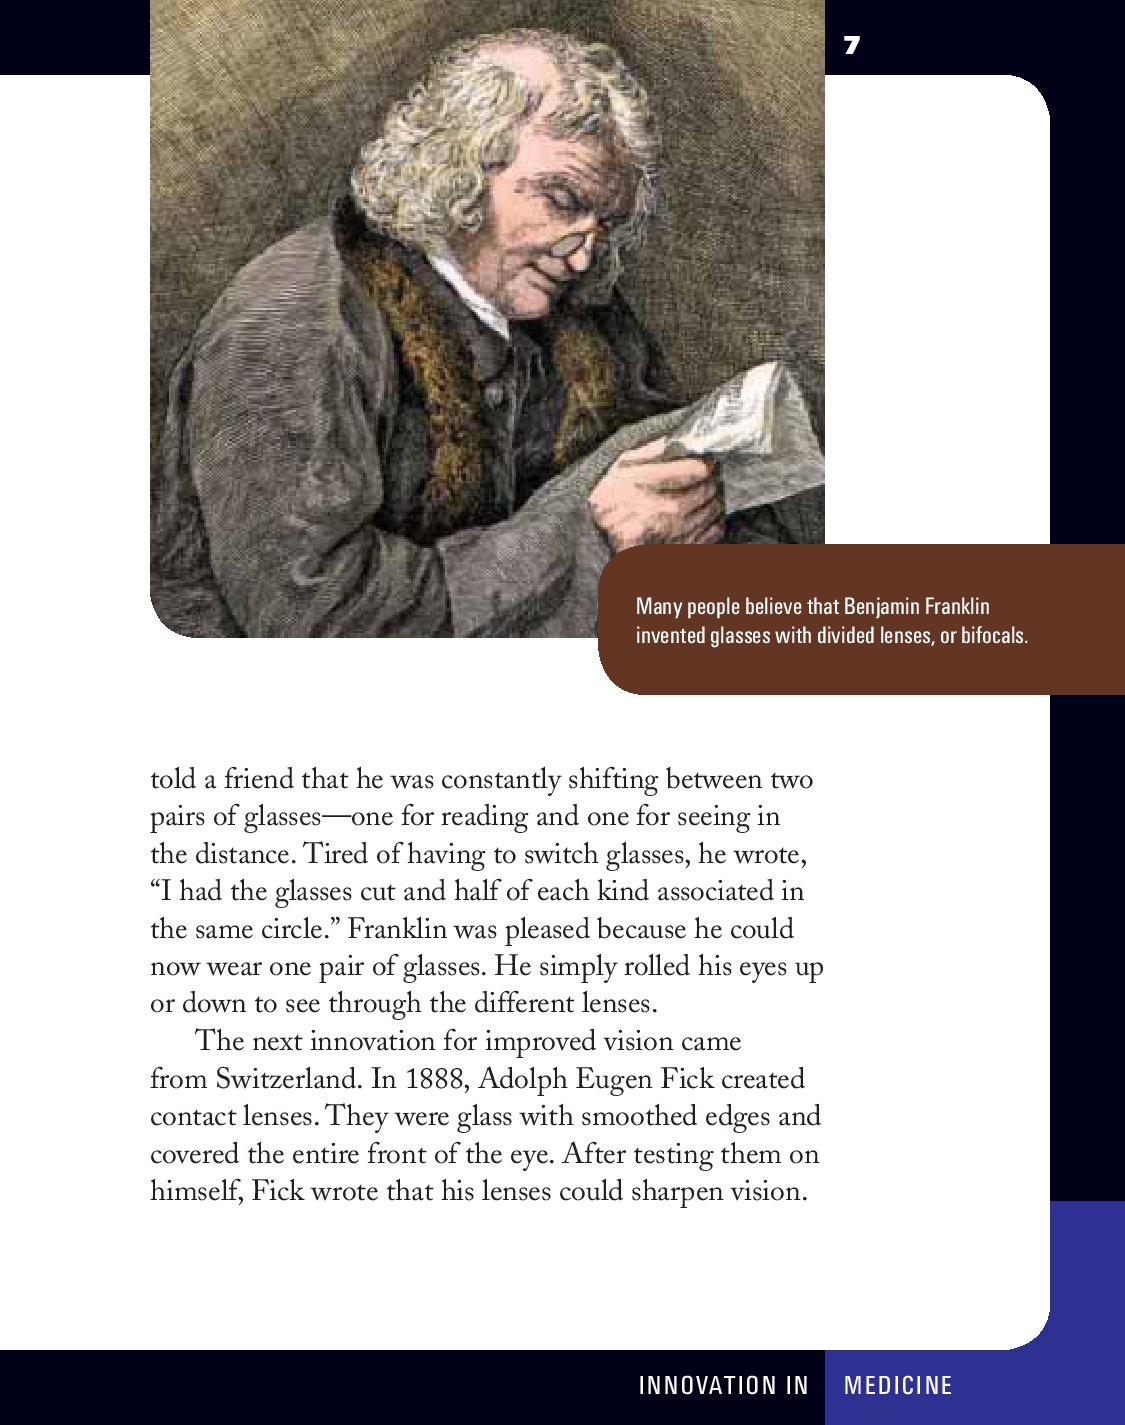 7
Many people believe that Benjamin Franklin
invented glasses with divided lenses, or bifocals.
told a friend that he was constantly shifting between two
pairs of glasses—one for reading and one for seeing in
the distance. Tired of having to switch glasses, he wrote,
“I had the glasses cut and half of each kind associated in
the same circle.” Franklin was pleased because he could
now wear one pair of glasses. He simply rolled his eyes up
or down to see through the different lenses.
The next innovation for improved vision came
from Switzerland. In 1888, Adolph Eugen Fick created
contact lenses. They were glass with smoothed edges and
covered the entire front of the eye. After testing them on
himself, Fick wrote that his lenses could sharpen vision.
INNOVATION IN MEDICINE